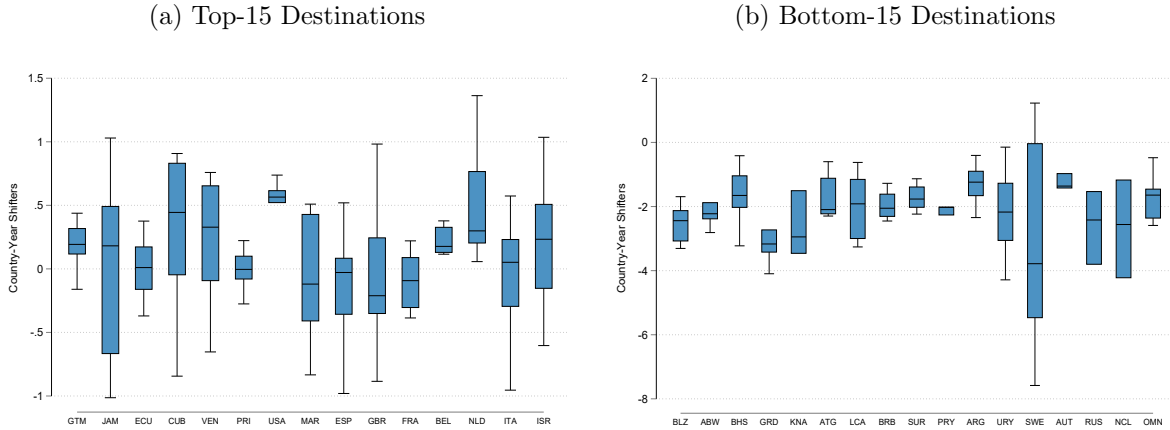 (a) Top-15 Destinations
Country-Year Shifters
1.5
1
.5
0
-.5
-1
GTM JAM ECU CUB VEN PRI USA MAR ESP GBR FRA BEL NLD ITA ISR
(b) Bottom-15 Destinations
Country-Year Shifters
2
0
-2
-4
-6
-8
BLZ ABW BHS GRD KNA ATG LCA BRB SUR PRY ARG URY SWE AUT RUS NCL OMN